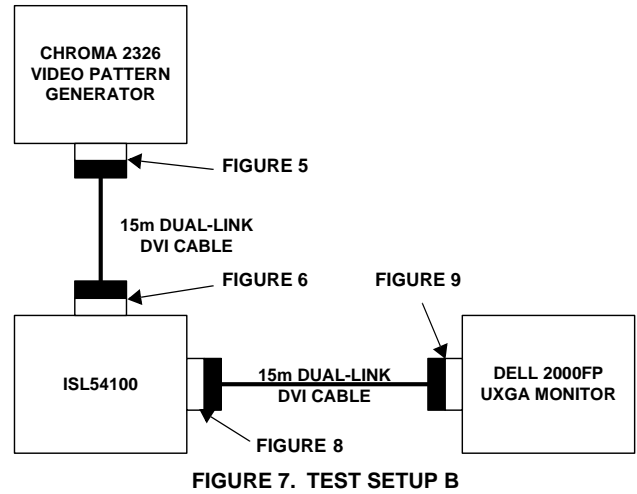 CHROMA 2326
VIDEO PATTERN
GENERATOR
FIGURE 5
15m DUAL-LINK
DVI CABLE
FIGURE 6
FIGURE 9
ISL54100
15m DUAL-LINK
DVI CABLE
DELL 2000FP
UXGA MONITOR
FIGURE 8
FIGURE 7. TEST SETUP B